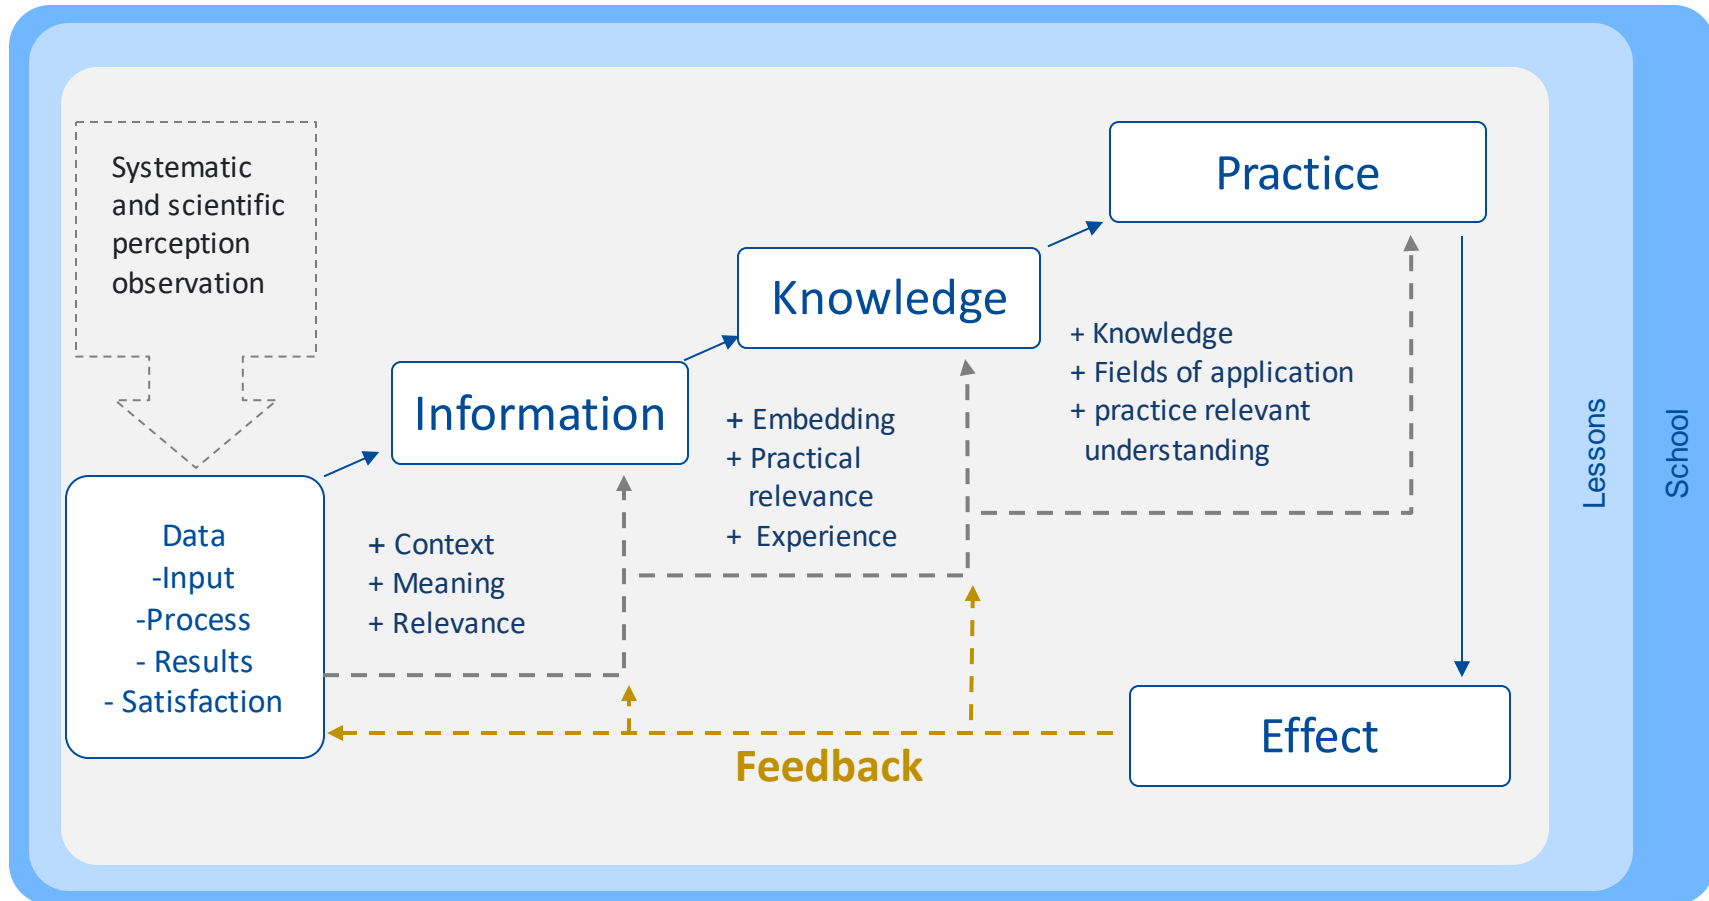 Systematic
and scientific
perception
observation
Practice
Knowledge
Information
+ Knowledge
+ Fields of application
+ practice relevant
understanding
+ Embedding
+ Practical
relevance
+ Experience
Data
-Input
-Process
- Results
- Satisfaction
+ Context
+ Meaning
+ Relevance
Feedback
Effect
Lessons
School